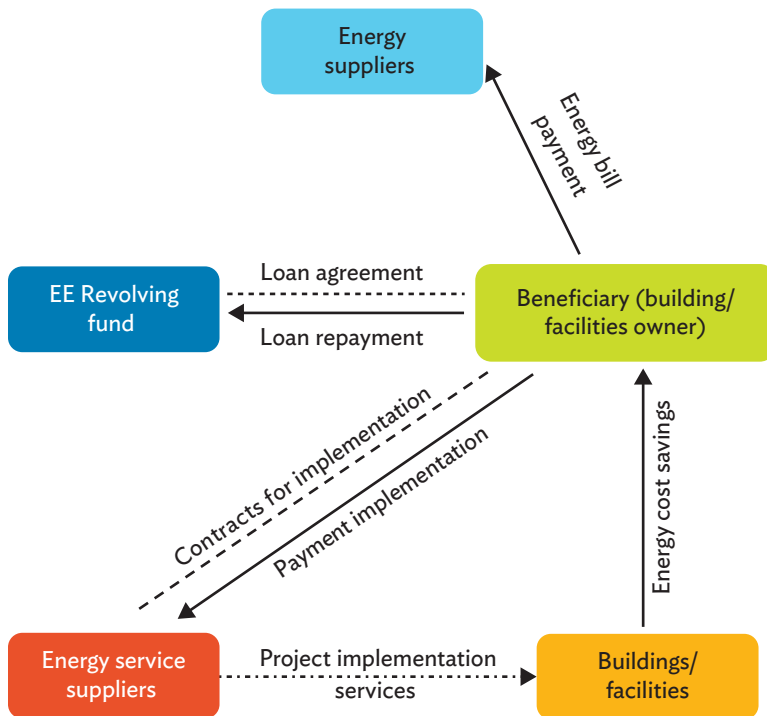 Energy
suppliers
Energy bill
payment
EE Revolving
fund
Loan agreement
Loan repayment
Beneficiary (building/
facilities owner)
Contracts for implementation
Payment implementation
Energy cost savings
Energy service
suppliers
Project implementation
services
Buildings/
facilities